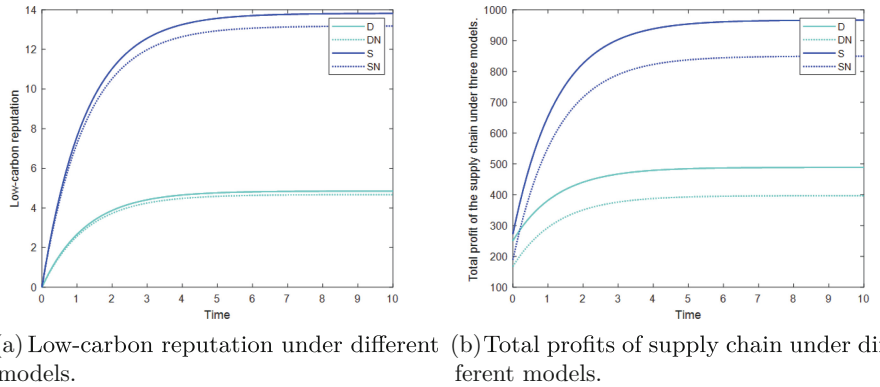 14
12
10
8
6
4
2
0
Low-carbon reputation
0 1 2 3 4 5 6 7 8 9 10
Time
D
DN
S
SN
(a) Low-carbon reputation under different
models.
1000
900
800
700
600
500
400
300
200
100
Total profit of the supply chain under three models.
0 1 2 3 4 5 6 7 8 9 10
Time
D
DN
S
SN
(b) Total profits of supply chain under dif
ferent models.